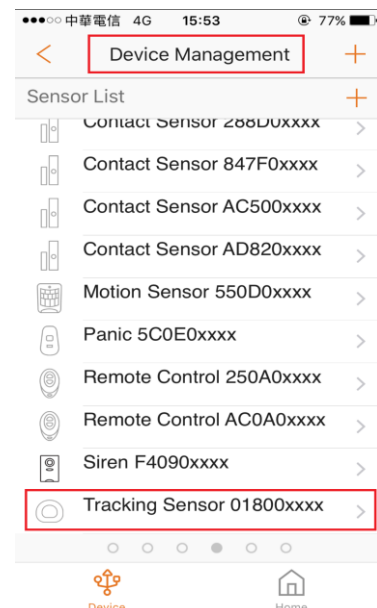 中華電信 4G 15:53 77%
Device Management
Sensor List
Contact Sensor 288D0xxxx
Contact Sensor 847F0xxxx
Contact Sensor AC500xxxx
Contact Sensor AD820xxxx
Motion Sensor 550D0xxxx
Panic 5C0E0xxxx
Remote Control 250A0xxxx
Remote Control AC0A0xxxx
Siren F4090xxxx
Tracking Sensor 01800xxxx
Device Home